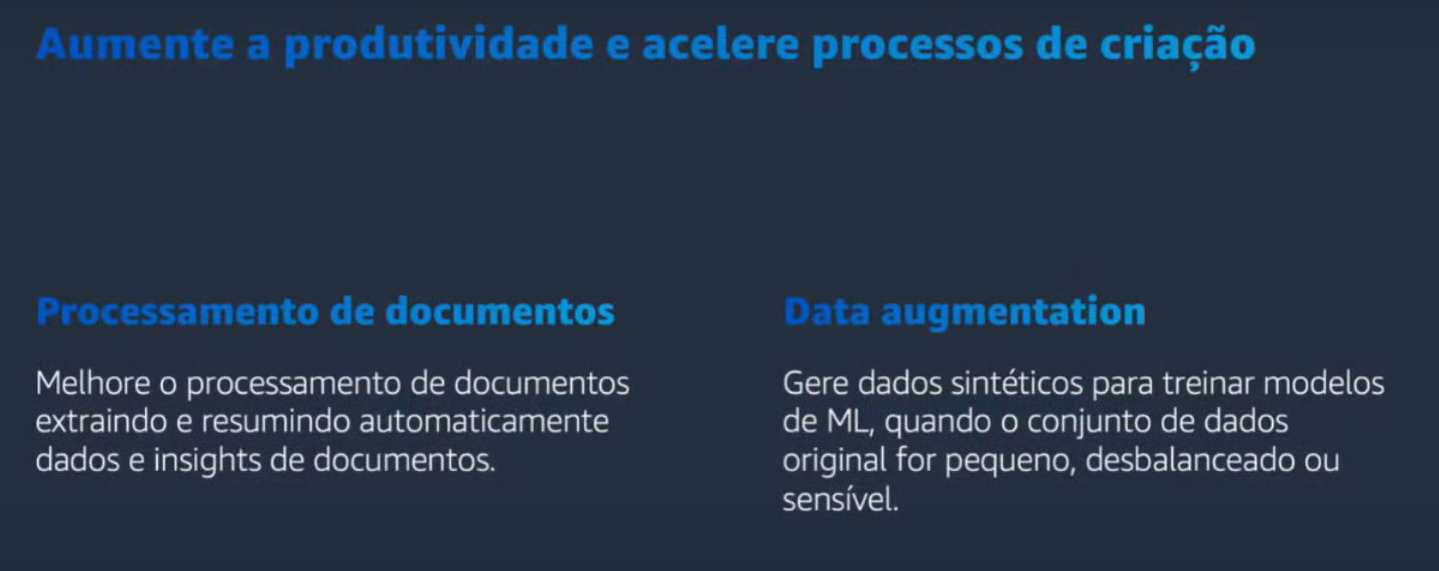 Aumente a produtividade e acelere processos de criação
Processamento de documentos
Melhore o processamento de documentos
extraindo e resumindo automaticamente
dados e insights de documentos.
Data augmentation
Gere dados sintéticos para treinar modelos
de ML, quando o conjunto de dados
original for pequeno, desbalanceado ou
sensível.